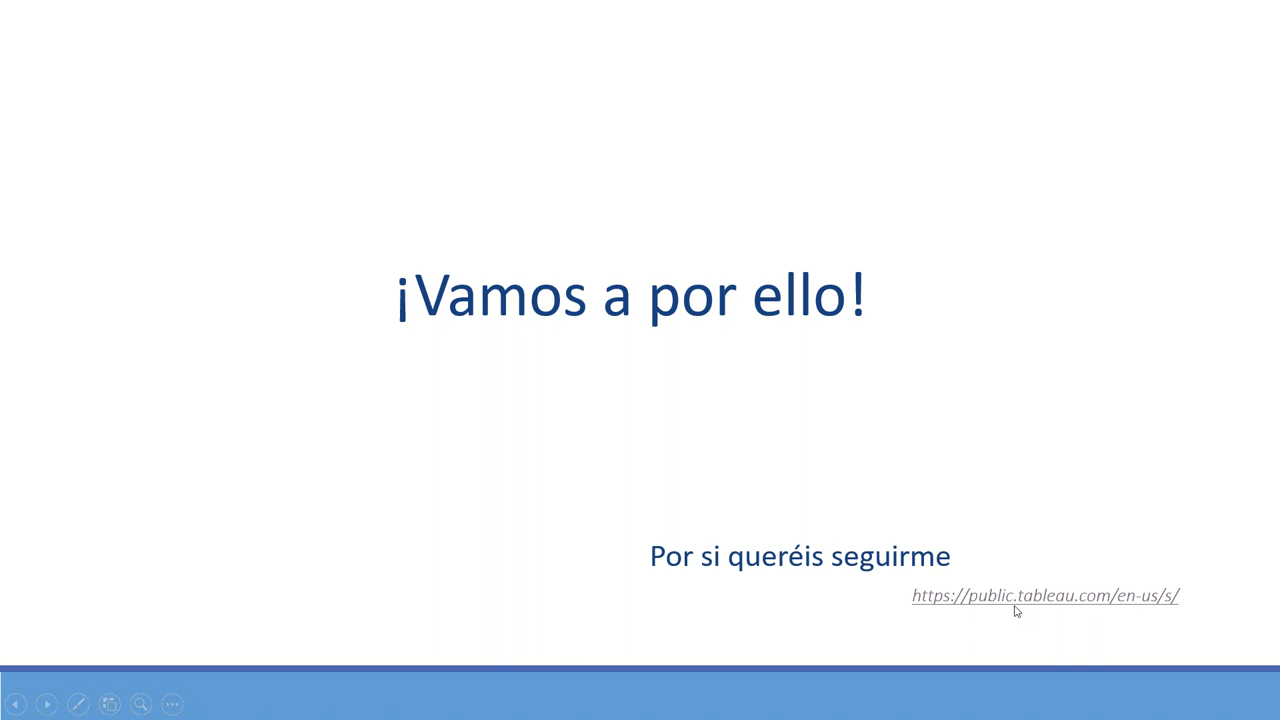 ¡Vamos a por ello!
Por si queréis seguirme
https://public.tableau.com/en-us/s/